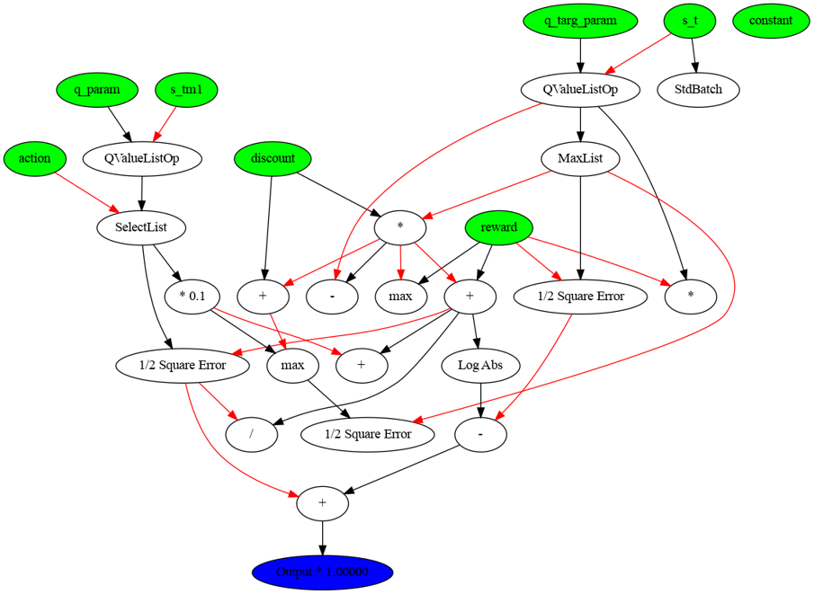 q_targ_param
s_t
constant
q_param
s_tm1
QValueListOp
StdBatch
action
QValueListOp
discount
MaxList
SelectList
*
reward
* 0.1
+
-
max
+
1/2 Square Error
*
1/2 Square Error
max
+
Log Abs
/
1/2 Square Error
-
+
Output * 1.00000